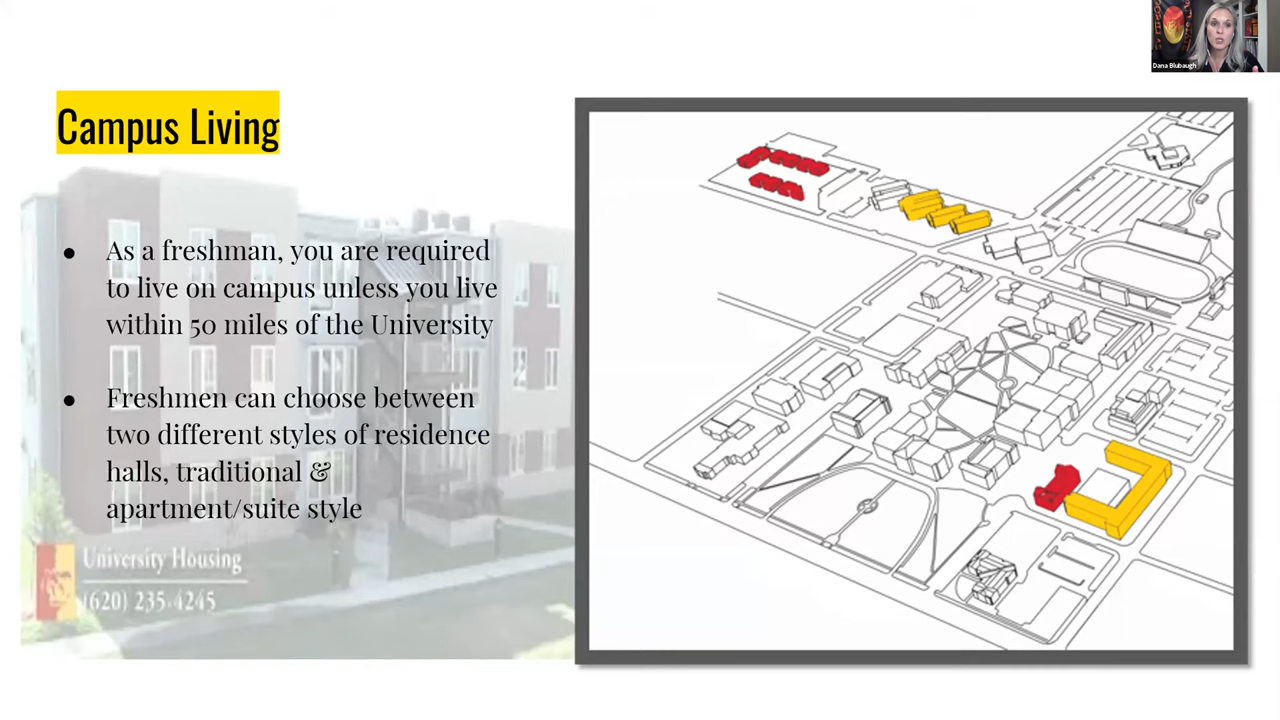 Dana Blubaugh
Campus Living
As a freshman, you are required
to live on campus unless you live
within 50 miles of the University
Freshmen can choose between
two different styles of residence
halls, traditional &
apartment/suite style
University Housing
(620) 235-4245